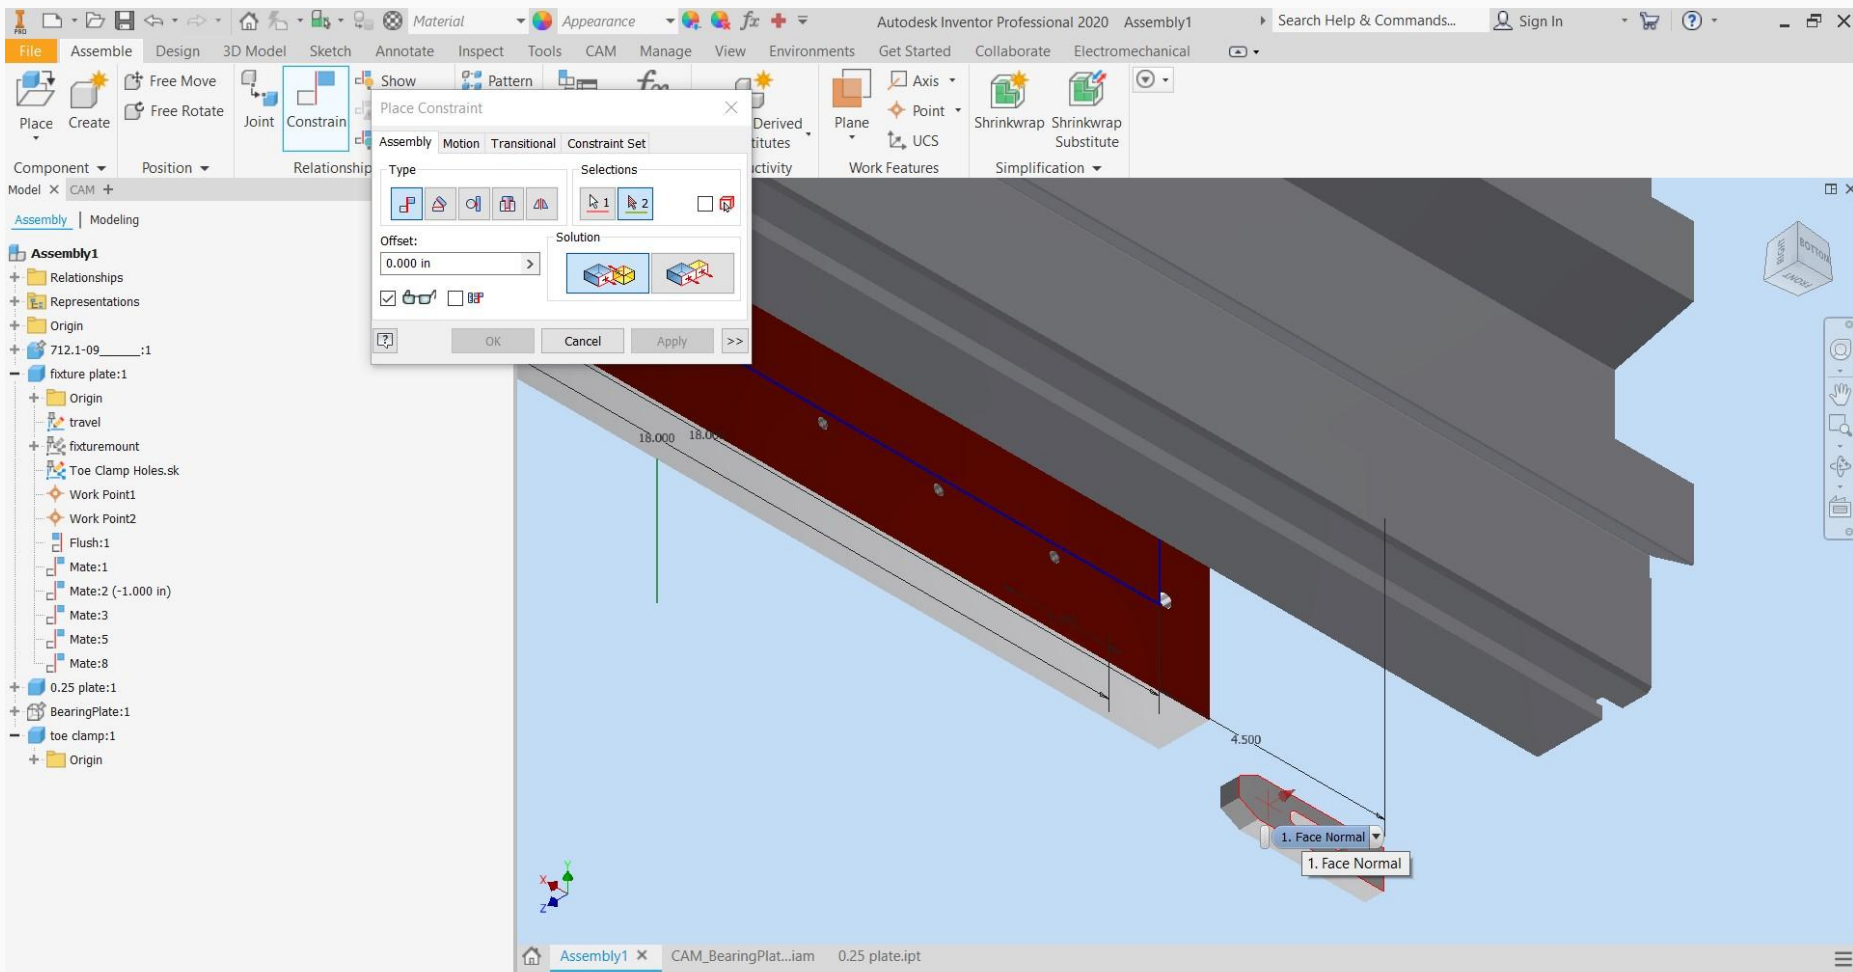 PRO
Material
Appearance
fx
Autodesk Inventor Professional 2020 Assembly1
Search Help & Commands...
Sign In
File Assemble Design 3D Model Sketch Annotate Inspect Tools CAM Manage View Environments Get Started Collaborate Electromechanical
Place
Create
Free Move
Free Rotate
Joint
Constrain
Show
Pattern
Derived
Plane
Axis
Point
UCS
Shrinkwrap
Shrinkwrap
Substitute
Component
Position
Relationship
Work Features
Simplification
Place Constraint
Assembly Motion Transitional Constraint Set
Type
Selections
1
2
Offset:
0.000 in
Solution
OK
Cancel
Apply
>>
Model
CAM
Assembly | Modeling
Assembly1
Relationships
Representations
Origin
712.1-09______:1
fixture plate:1
Origin
travel
fixturemount
Toe Clamp Holes.sk
Work Point1
Work Point2
Flush:1
Mate:1
Mate:2 (-1.000 in)
Mate:3
Mate:5
Mate:8
0.25 plate:1
BearingPlate:1
toe clamp:1
Origin
RIGHT
BOTTOM
FRONT
18.000
4.500
1. Face Normal
1. Face Normal
X
Y
Z
Assembly1
CAM_BearingPlat...iam
0.25 plate.ipt